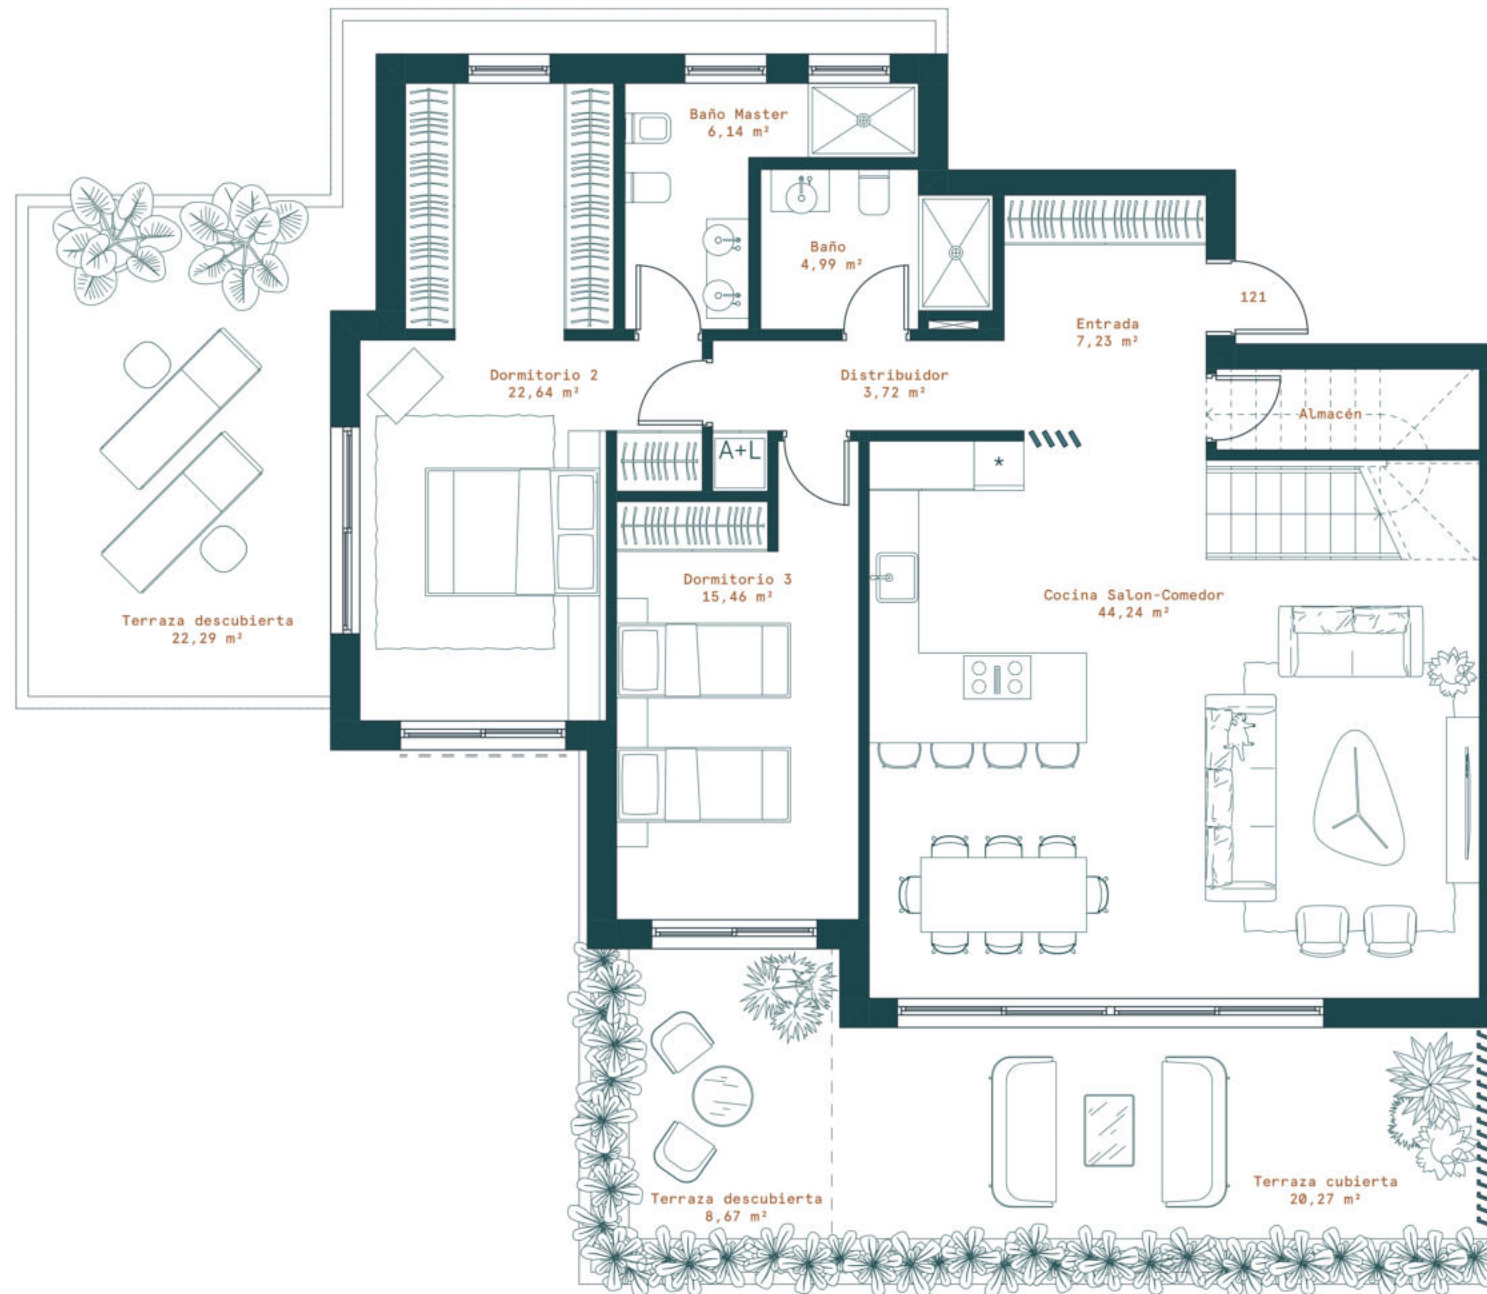 Baño Master
6,14 m²
Baño
4,99 m²
121
Entrada
7,23 m²
Dormitorio 2
22,64 m²
Distribuidor
3,72 m²
Almacén
A+L
*
Dormitorio 3
15,46 m²
Cocina Salon-Comedor
44,24 m²
Terraza descubierta
22,29 m²
Terraza descubierta
8,67 m²
Terraza cubierta
20,27 m²